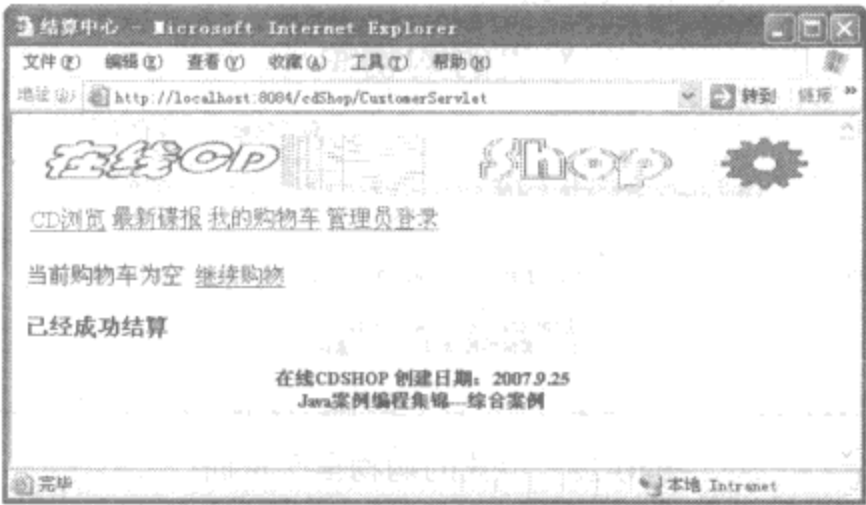 结算中心 - Microsoft Internet Explorer
文件(F) 编辑(E) 查看(V) 收藏(A) 工具(T) 帮助(H)
地址(D) http://localhost:8084/cdShop/CustomerServlet 转到 链接 »
在线CD Shop
CD浏览 最新碟报 我的购物车 管理员登录
当前购物车为空 继续购物
已经成功结算
在线CDSHOP 创建日期：2007.9.25
Java案例编程集锦---综合案例
完毕 本地 Intranet